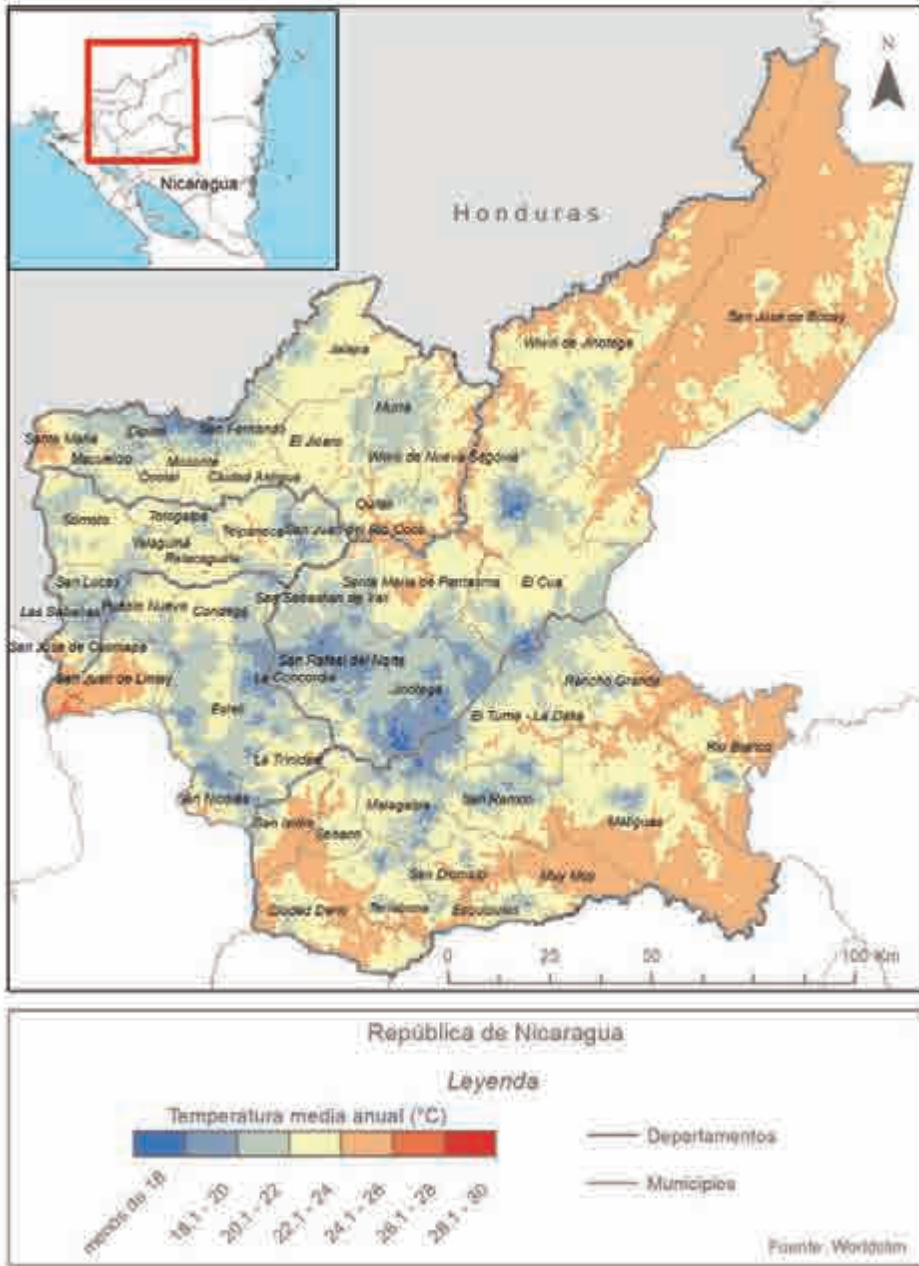 N
Nicaragua
Honduras
San José de Bocay
Wiwilí de Jinotega
Jalapa
Murra
Santa María
Dipilto
San Fernando
El Jícaro
Macuelizo
Mozonte
Wiwilí de Nueva Segovia
Ocotal
Ciudad Antigua
Quilalí
Somoto
Totogalpa
Telpaneca
San Juan del Río Coco
Yalagüina
Palacagüina
San Lucas
Santa María de Pantasma
El Cuá
Las Sabanas
Pueblo Nuevo
Condega
San Sebastián de Yalí
San José de Cusmapa
San Rafael del Norte
San Juan de Limay
La Concordia
Jinotega
Rancho Grande
Estelí
El Tuma - La Dalia
Río Blanco
La Trinidad
San Nicolás
Matagalpa
San Ramón
San Isidro
Sébaco
Matiguás
San Dionisio
Muy Muy
Ciudad Darío
Terrabona
Esquipulas
0 25 50 100 Km
República de Nicaragua
Leyenda
Temperatura media anual (°C)
menos de 18
18.1 - 20
20.1 - 22
22.1 - 24
24.1 - 26
26.1 - 28
28.1 - 30
Departamentos
Municipios
Fuente: Worldclim